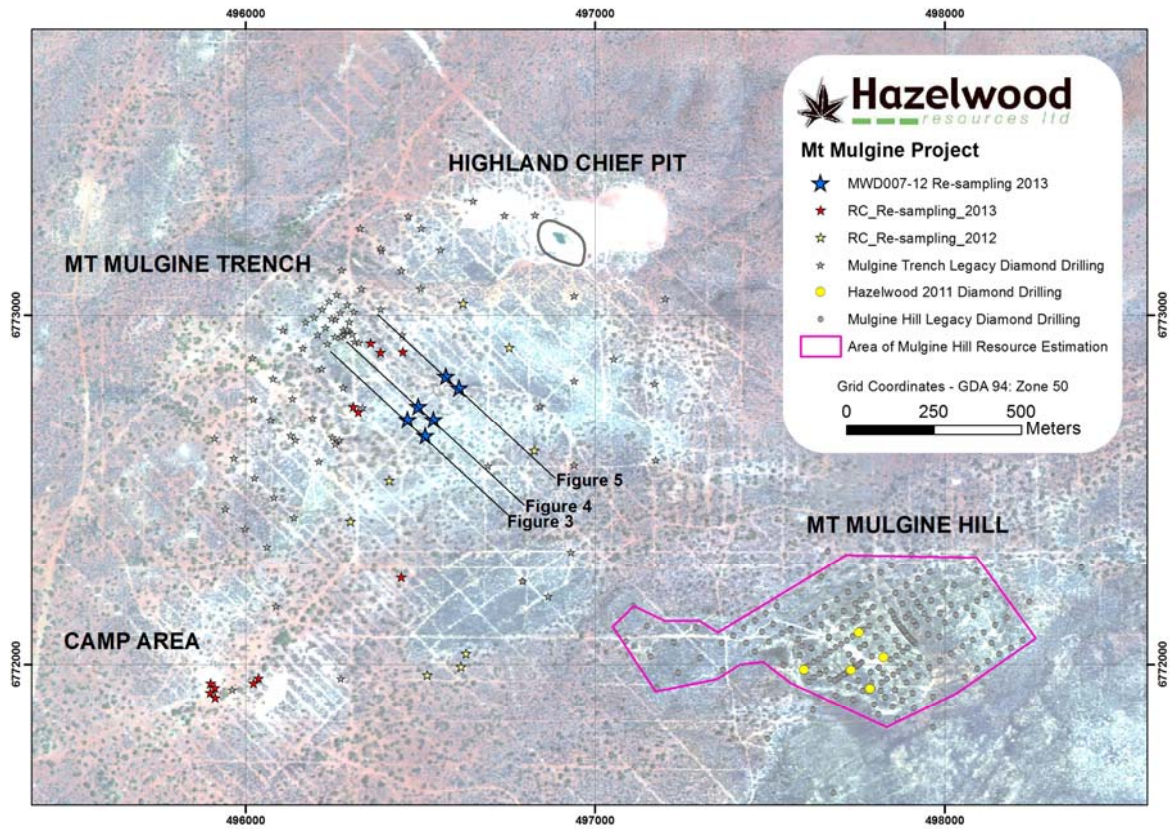 496000 497000 498000
Hazelwood
resources ltd
Mt Mulgine Project
MWD007-12 Re-sampling 2013
RC_Re-sampling_2013
RC_Re-sampling_2012
Mulgine Trench Legacy Diamond Drilling
Hazelwood 2011 Diamond Drilling
Mulgine Hill Legacy Diamond Drilling
Area of Mulgine Hill Resource Estimation
Grid Coordinates - GDA 94: Zone 50
0 250 500
Meters
HIGHLAND CHIEF PIT
MT MULGINE TRENCH
6773000 6773000
Figure 5
Figure 4
Figure 3
MT MULGINE HILL
CAMP AREA
6772000 6772000
496000 497000 498000